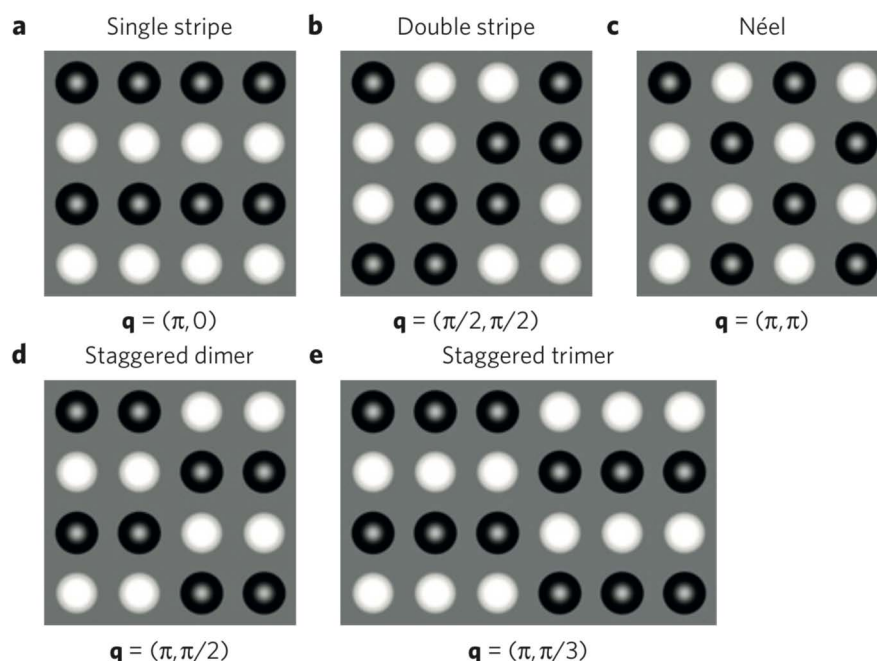 a Single stripe b Double stripe c Néel
q = (π, 0) q = (π/2, π/2) q = (π, π)
d Staggered dimer e Staggered trimer
q = (π, π/2) q = (π, π/3)